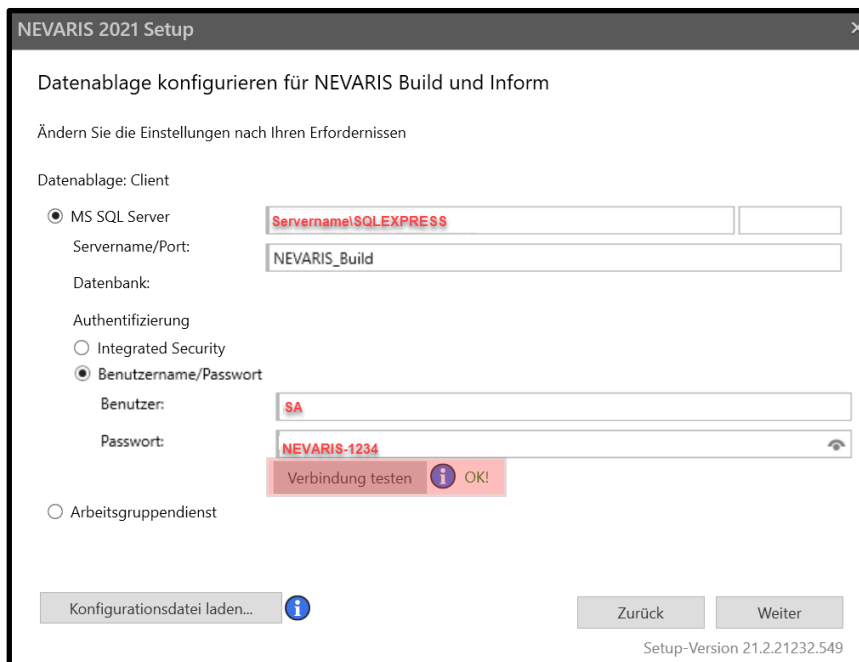 NEVARIS 2021 Setup
Datenablage konfigurieren für NEVARIS Build und Inform
Ändern Sie die Einstellungen nach Ihren Erfordernissen
Datenablage: Client
MS SQL Server
Servername\SQLEXPRESS
Servername/Port:
NEVARIS_Build
Datenbank:
Authentifizierung
Integrated Security
Benutzername/Passwort
Benutzer:
SA
Passwort:
NEVARIS-1234
Verbindung testen i OK!
Arbeitsgruppendienst
Konfigurationsdatei laden... i
Zurück
Weiter
Setup-Version 21.2.21232.549